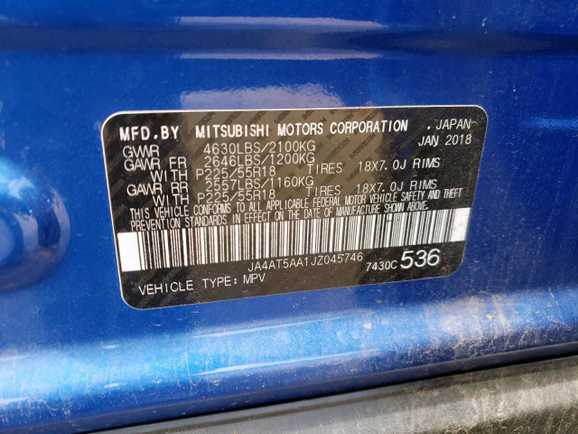 MFD.BY MITSUBISHI MOTORS CORPORATION . JAPAN
GVWR 4630LBS/2100KG JAN 2018
GAWR FR 2646LBS/1200KG
WITH P225/55R18 TIRES 18X7.0J RIMS
GAWR RR 2557LBS/1160KG
WITH P225/55R18 TIRES 18X7.0J RIMS
THIS VEHICLE CONFORMS TO ALL APPLICABLE FEDERAL MOTOR VEHICLE SAFETY AND THEFT
PREVENTION STANDARDS IN EFFECT ON THE DATE OF MANUFACTURE SHOWN ABOVE.
JA4AT5AA1JZ045746
VEHICLE TYPE: MPV 7430C 536